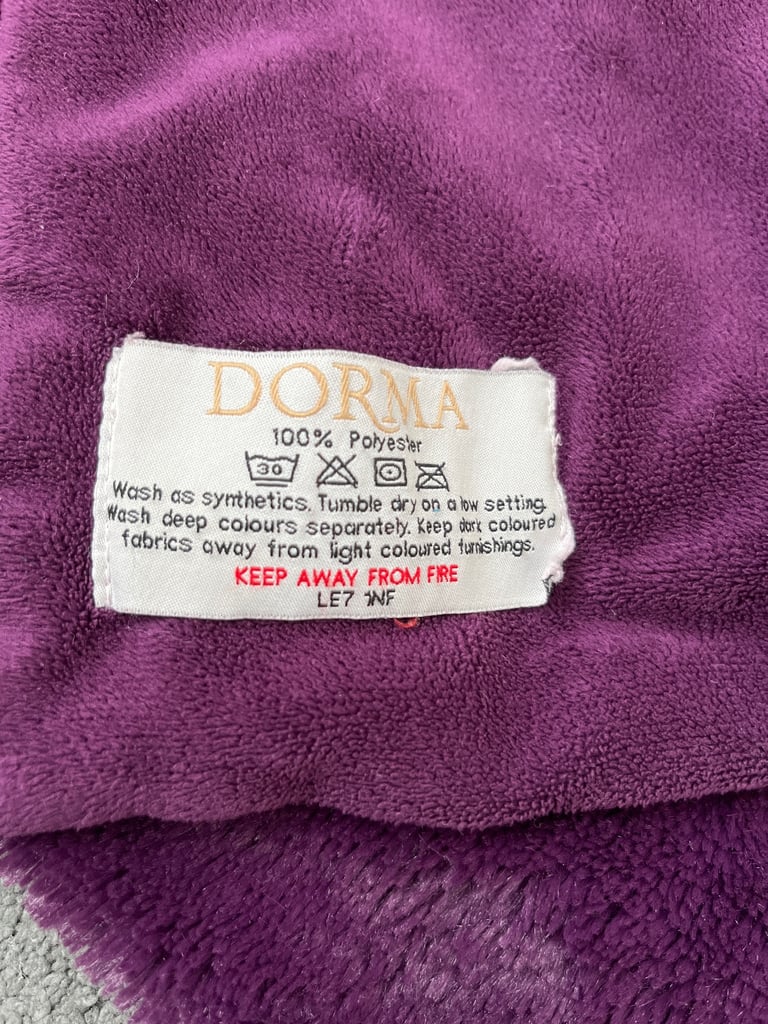 DORMA
100% Polyester
30
Wash as synthetics. Tumble dry on a low setting.
Wash deep colours separately. Keep dark coloured
fabrics away from light coloured furnishings.
KEEP AWAY FROM FIRE
LE7 1NF